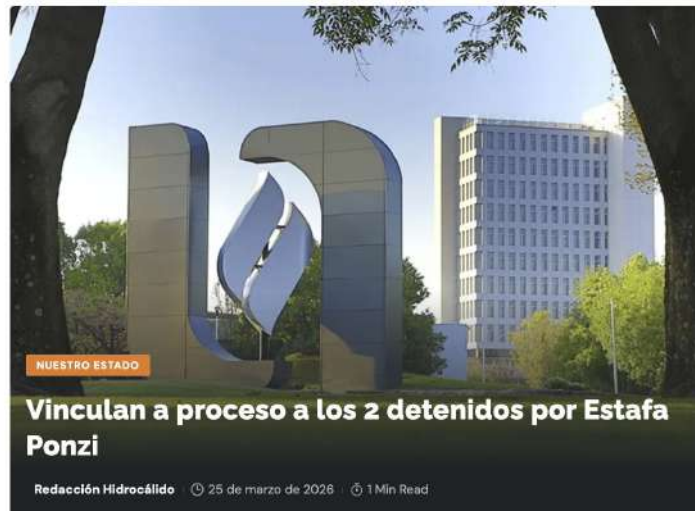 NUESTRO ESTADO
Vinculan a proceso a los 2 detenidos por Estafa
Ponzi
Redacción Hidrocálido 25 de marzo de 2026 1 Min Read